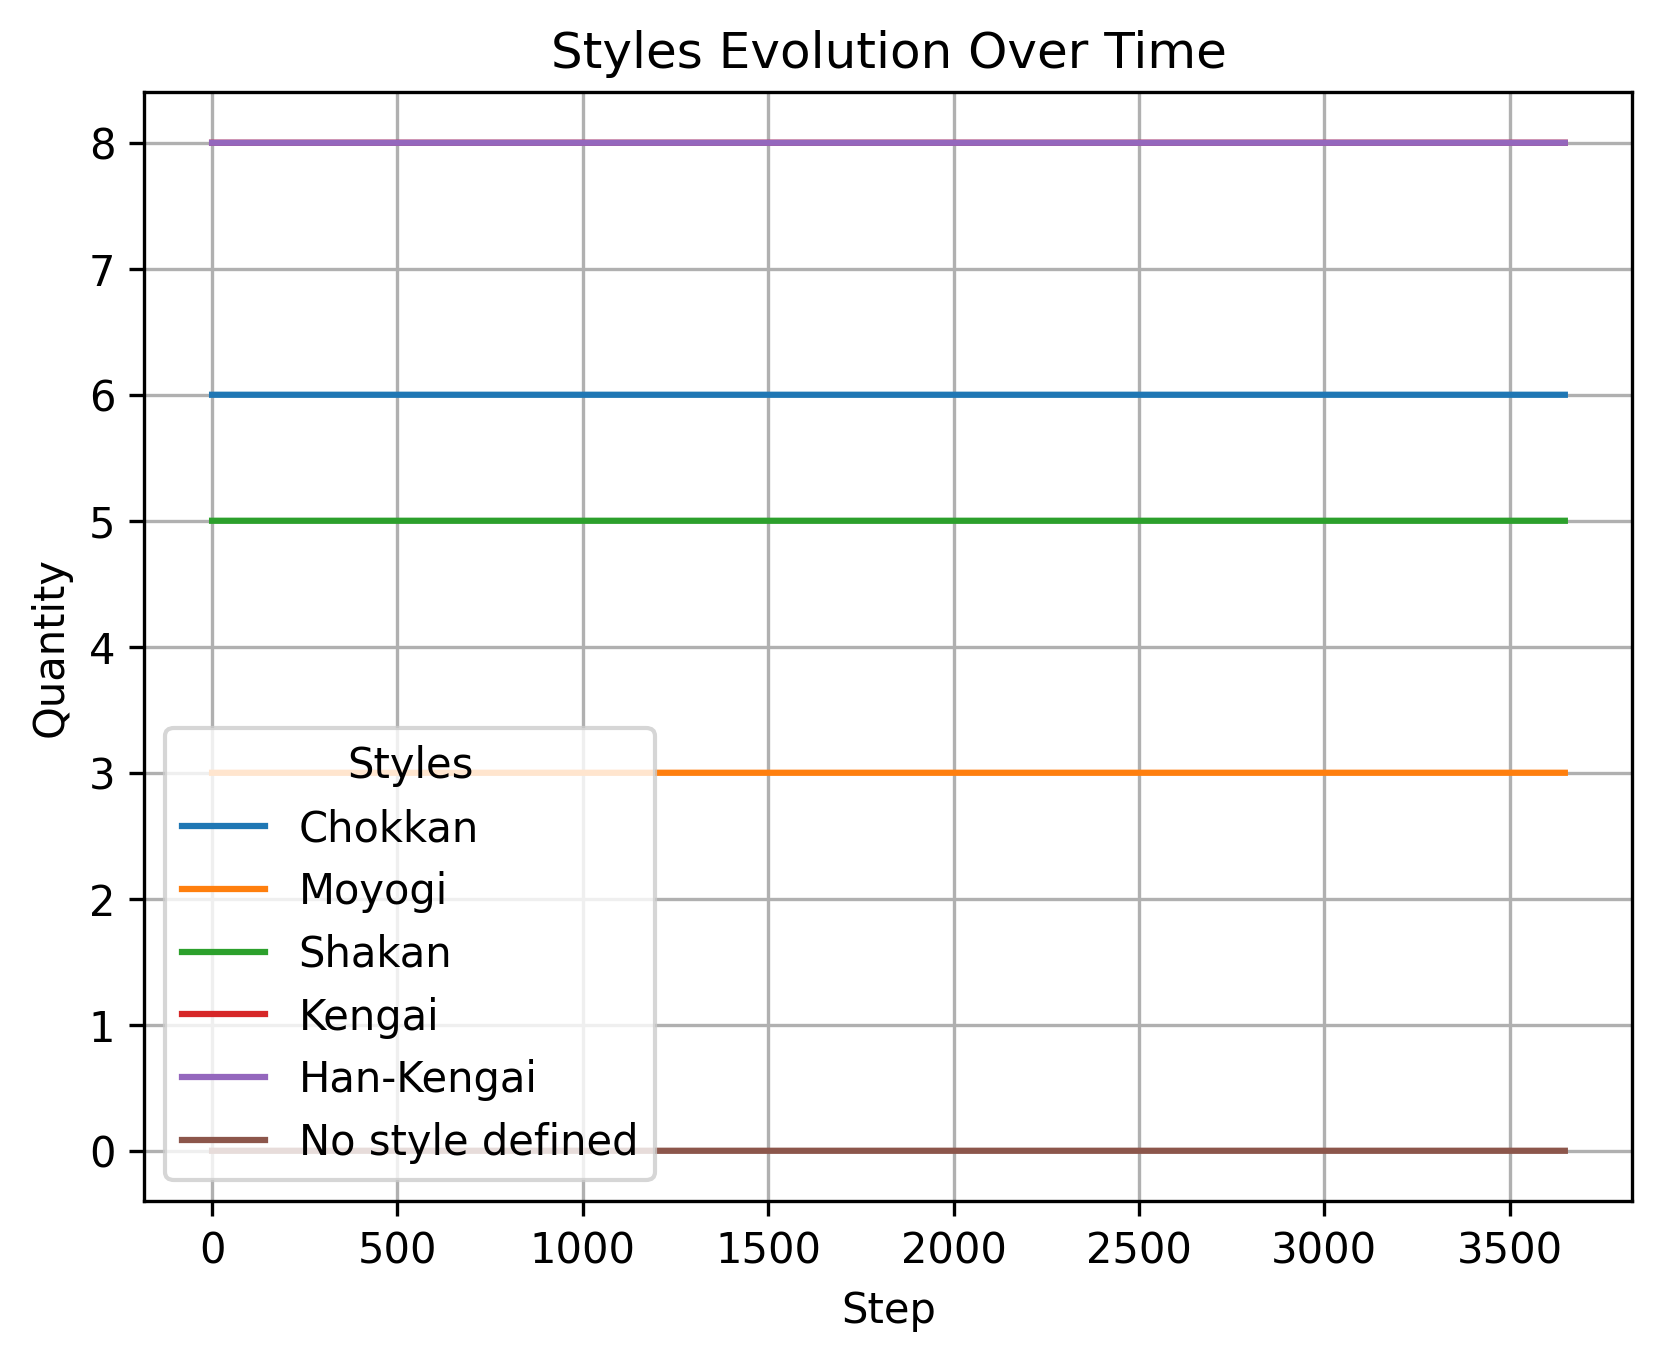 Styles Evolution Over Time
8
7
6
5
4
3
2
1
0
Quantity
Styles
Chokkan
Moyogi
Shakan
Kengai
Han-Kengai
No style defined
0 500 1000 1500 2000 2500 3000 3500
Step